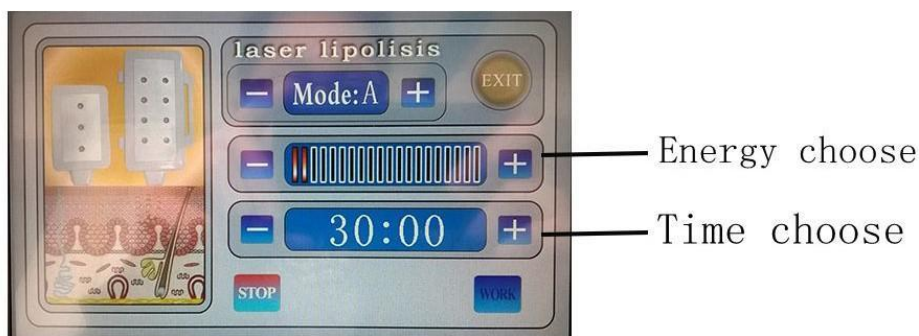 laser lipolisis
EXIT
− Mode:A +
− +
Energy choose
− 30:00 +
Time choose
STOP
WORK